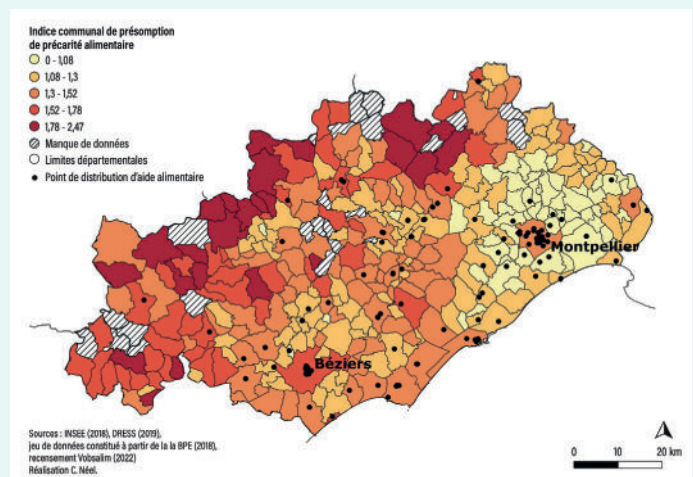 Indice communal de présomption
de précarité alimentaire
0 - 1,08
1,08 - 1,3
1,3 - 1,52
1,52 - 1,78
1,78 - 2,47
Manque de données
Limites départementales
Point de distribution d'aide alimentaire
Montpellier
Béziers
Sources : INSEE (2018), DRESS (2019),
jeu de données constitué à partir de la la BPE (2018),
recensement Vobsalim (2022)
Réalisation C. Néel.
0 10 20 km